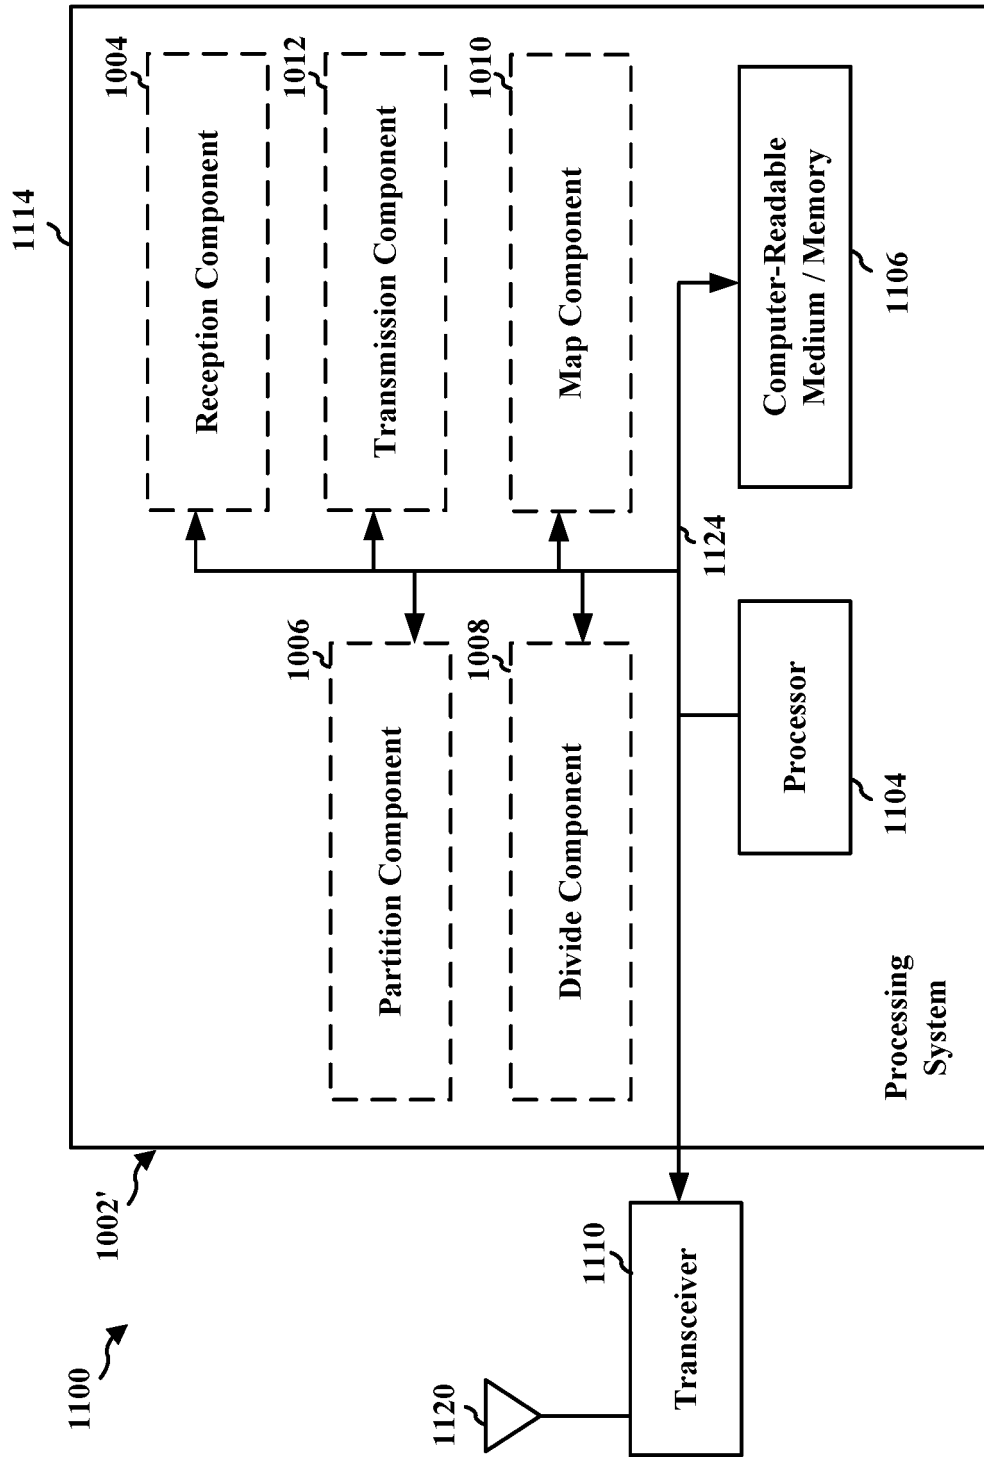 1100
1002'
1114
Reception Component
1004
1006
Partition Component
Transmission Component
1012
1008
Divide Component
Map Component
1010
1124
1120
1110
Transceiver
Processor
1104
Computer-Readable
Medium / Memory
1106
Processing
System